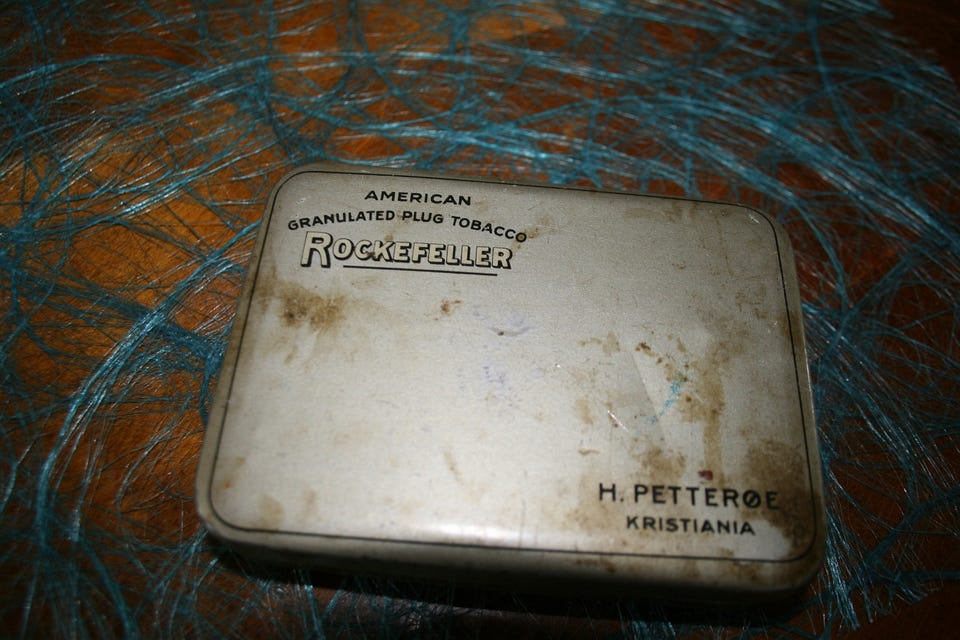 AMERICAN
GRANULATED PLUG TOBACCO
ROCKEFELLER
H. PETTERØE
KRISTIANIA